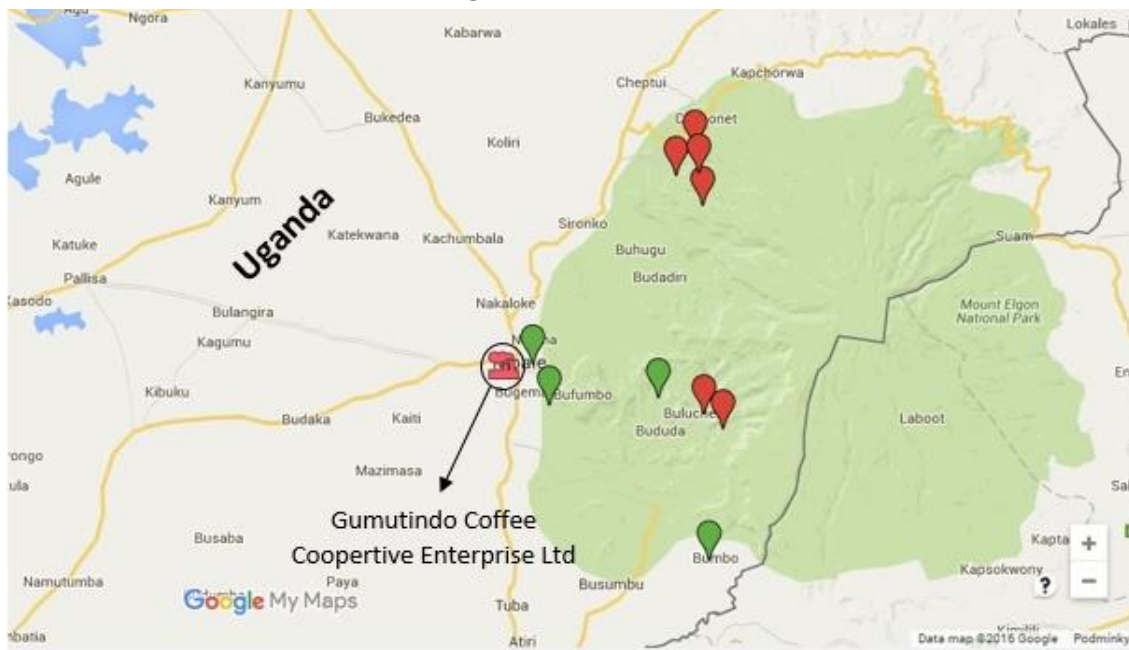 Ngora
Kabarwa
Lokales
Kapchorwa
Cheptui
Kanyumu
Bukedea
Koliri
Agule
Kanyum
Uganda
Sironko
Katuke
Katekwana
Kachumbala
Suam
Buhugu
Pallisa
Budadiri
Nakaloke
Mount Elgon
National Park
Bulangira
Kagumu
Kibuku
Bufumbo
Budaka
Kaiti
Laboot
Bududa
Mazimasa
Gumutindo Coffee
Coopertive Enterprise Ltd
Busaba
Bumbo
Kapsokwony
Namutumba
Paya
Busumbu
?
+
−
Google My Maps
Tuba
Atiri
Data map ©2016 Google
Podmínky